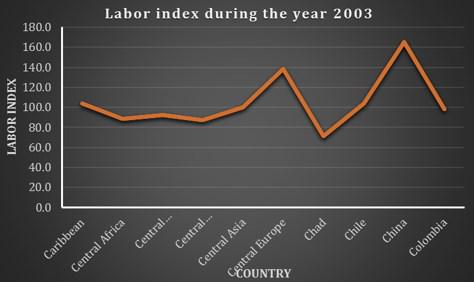 Labor index during the year 2003
180.0
160.0
140.0
120.0
100.0
80.0
60.0
40.0
20.0
0.0
LABOR INDEX
Caribbean
Central Africa
Central...
Central...
Central Asia
Central Europe
Chad
Chile
China
Colombia
COUNTRY